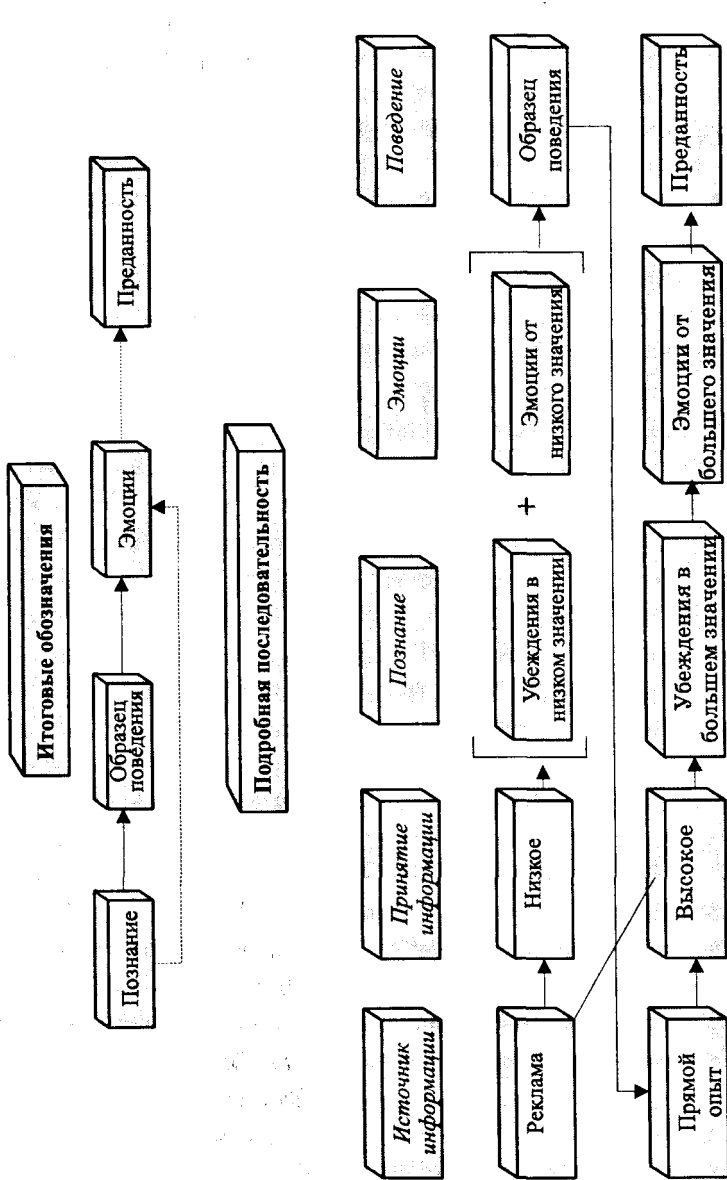 Итоговые обозначения
Познание
Образец
поведения
Эмоции
Преданность
Подробная последовательность
Источник
информации
Принятие
информации
Познание
Эмоции
Поведение
Реклама
Низкое
Убеждения в
низком значении
+
Эмоции от
низкого значения
Образец
поведения
Прямой
опыт
Высокое
Убеждения в
большем значении
Эмоции от
большего значения
Преданность